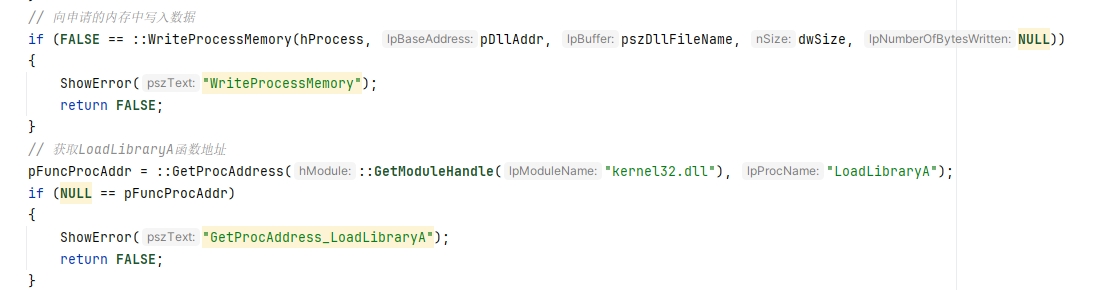 // 向申请的内存中写入数据
if (FALSE == ::WriteProcessMemory(hProcess, lpBaseAddress: pDllAddr, lpBuffer: pszDllFileName, nSize: dwSize, lpNumberOfBytesWritten: NULL))
{
    ShowError( pszText: "WriteProcessMemory");
    return FALSE;
}
// 获取LoadLibraryA函数地址
pFuncProcAddr = ::GetProcAddress( hModule: ::GetModuleHandle( lpModuleName: "kernel32.dll"), lpProcName: "LoadLibraryA");
if (NULL == pFuncProcAddr)
{
    ShowError( pszText: "GetProcAddress_LoadLibraryA");
    return FALSE;
}